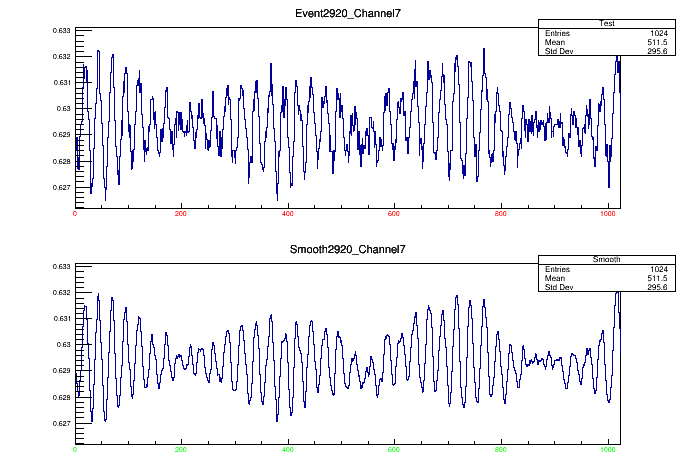 Event2920_Channel7
Test
Entries 1024
Mean 511.5
Std Dev 295.6
0.633
0.632
0.631
0.63
0.629
0.628
0.627
0 200 400 600 800 1000
Smooth2920_Channel7
Smooth
Entries 1024
Mean 511.5
Std Dev 295.6
0.633
0.632
0.631
0.63
0.629
0.628
0.627
0 200 400 600 800 1000